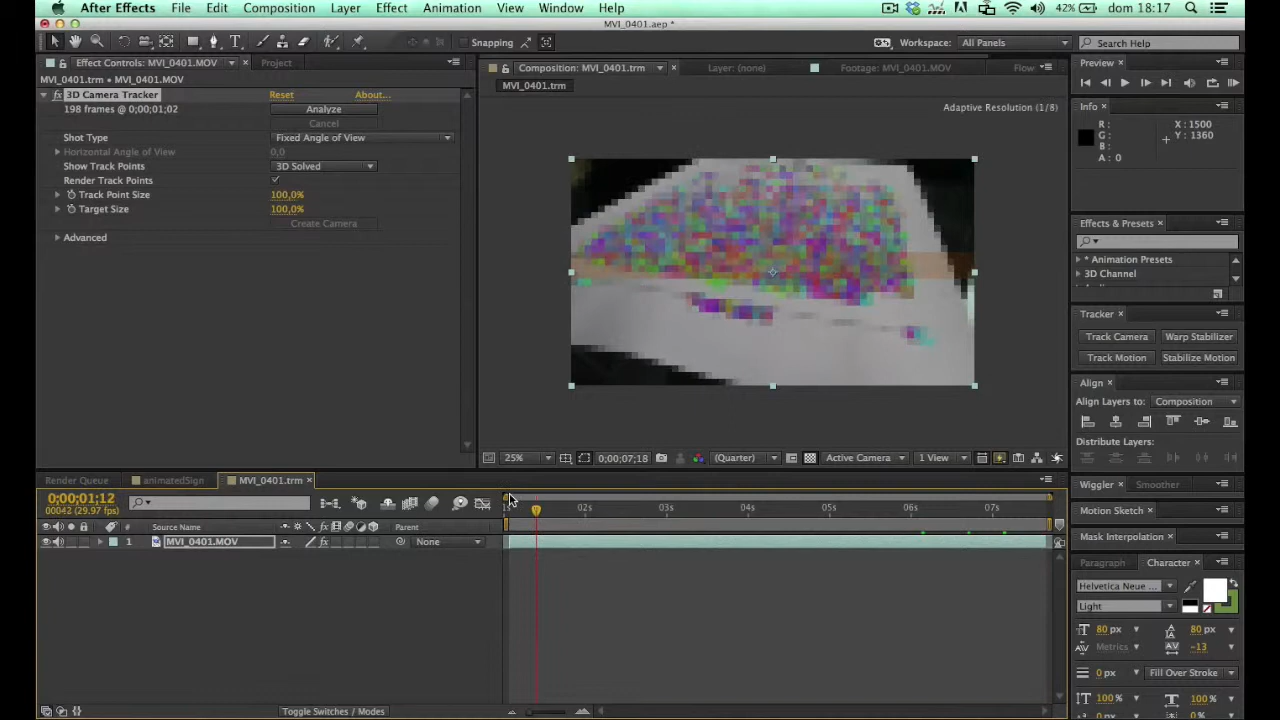 After Effects File Edit Composition Layer Effect Animation View Window Help 42% dom 18:17
MVI_0401.aep *
Snapping Workspace: All Panels Search Help
Effect Controls: MVI_0401.MOV Project
MVI_0401.trm • MVI_0401.MOV
fx 3D Camera Tracker Reset About...
198 frames @ 0;00;01;02 Analyze
Cancel
Shot Type Fixed Angle of View
Horizontal Angle of View 0,0
Show Track Points 3D Solved
Render Track Points
Track Point Size 100,0%
Target Size 100,0%
Create Camera
Advanced
Composition: MVI_0401.trm Layer: (none) Footage: MVI_0401.MOV Flow
MVI_0401.trm
Adaptive Resolution (1/8)
25% 0;00;07;18 (Quarter) Active Camera 1 View
Preview
Info
R: X : 1500
G: Y : 1360
B:
A : 0
Effects & Presets
* Animation Presets
3D Channel
Tracker
Track Camera Warp Stabilizer
Track Motion Stabilize Motion
Align
Align Layers to: Composition
Distribute Layers:
Wiggler Smoother
Motion Sketch
Mask Interpolation
Paragraph Character
Helvetica Neue ...
Light
80 px 80 px
Metrics -13
0 px Fill Over Stroke
100 % 100 %
0 px 0 %
Render Queue animatedSign MVI_0401.trm
0;00;01;12
00042 (29.97 fps)
02s 03s 04s 05s 06s 07s
# Source Name Parent
1 MVI_0401.MOV fx None
Toggle Switches / Modes